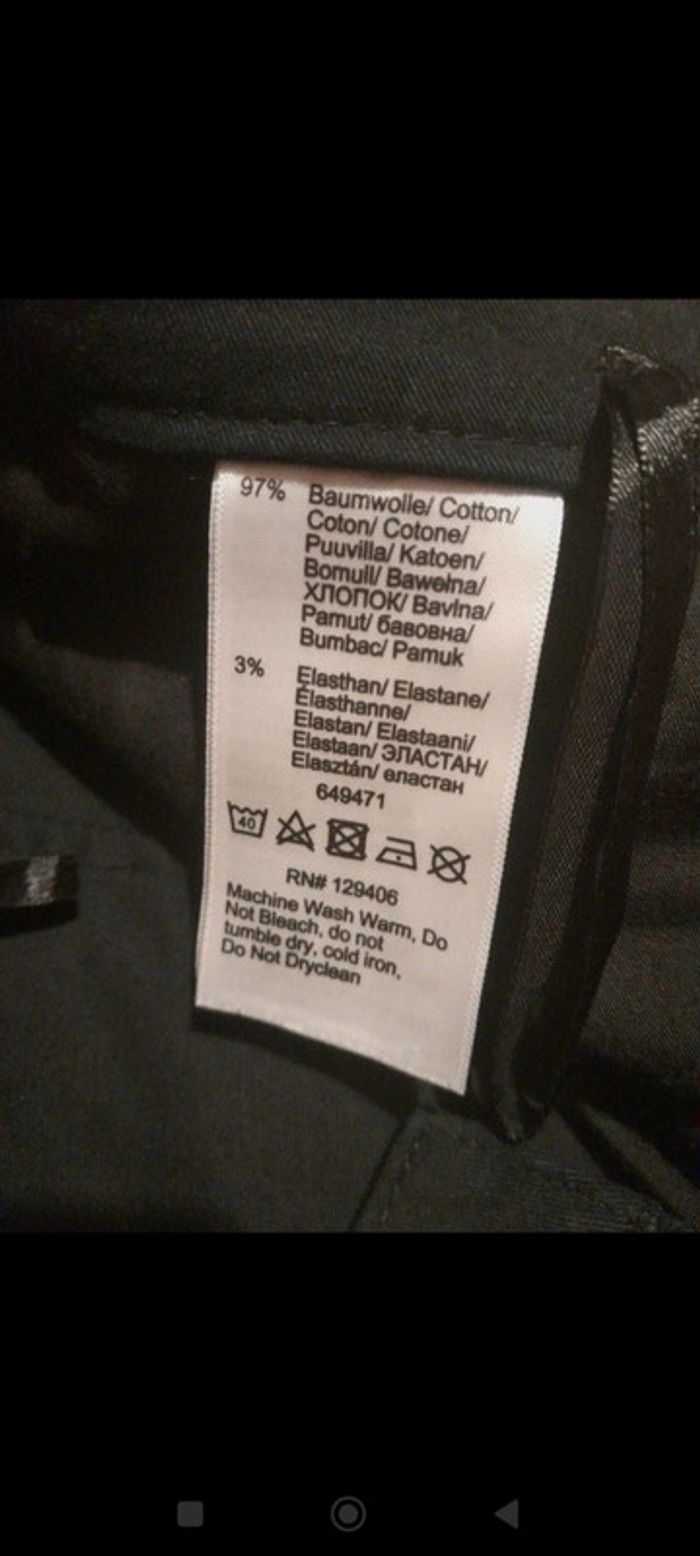 97% Baumwolle/ Cotton/
Coton/ Cotone/
Puuvilla/ Katoen/
Bomull/ Bawełna/
ХЛОПОК/ Bavlna/
Pamut/ бавовна/
Bumbac/ Pamuk
3% Elasthan/ Elastane/
Élasthanne/
Elastan/ Elastaani/
Elastaan/ ЭЛАСТАН/
Elasztán/ еластан
649471
40
RN# 129406
Machine Wash Warm, Do
Not Bleach, do not
tumble dry, cold iron,
Do Not Dryclean